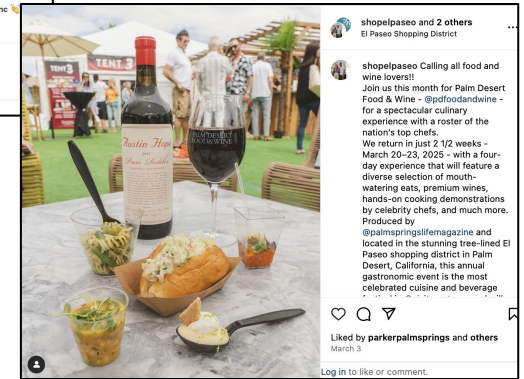 nc
TENT 3
TENT 3
Austin Hope
2021
Paso Robles
PALM DESERT
FOOD&WINE
shopelpaseo and 2 others
El Paseo Shopping District
shopelpaseo Calling all food and
wine lovers!!
Join us this month for Palm Desert
Food & Wine - @pdfoodandwine -
for a spectacular culinary
experience with a roster of the
nation's top chefs.
We return in just 2 1/2 weeks -
March 20–23, 2025 - with a four-
day experience that will feature a
diverse selection of mouth-
watering eats, premium wines,
hands-on cooking demonstrations
by celebrity chefs, and much more.
Produced by
@palmspringslifemagazine and
located in the stunning tree-lined El
Paseo shopping district in Palm
Desert, California, this annual
gastronomic event is the most
celebrated cuisine and beverage
Liked by parkerpalmsprings and others
March 3
Log in to like or comment.